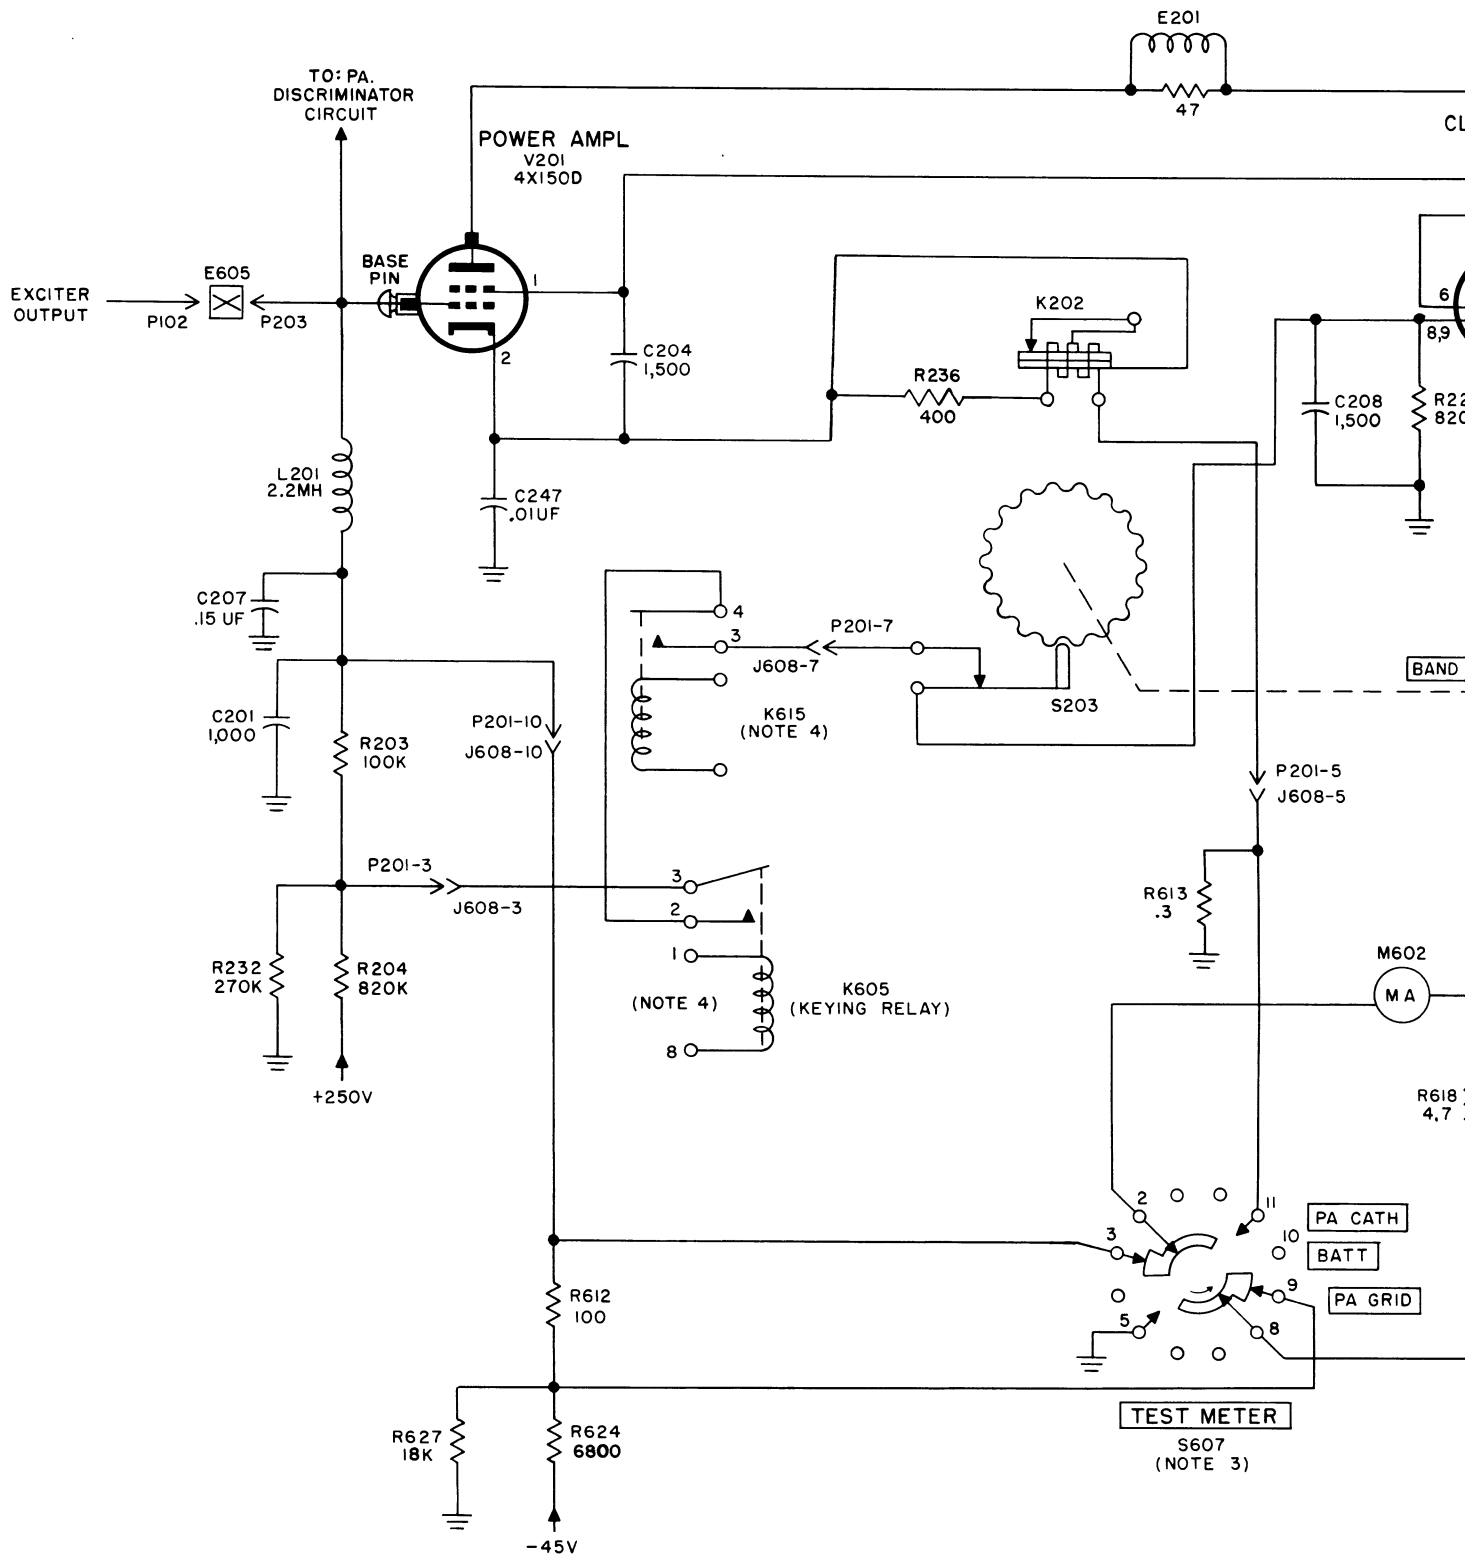 E201
47
TO: PA.
DISCRIMINATOR
CIRCUIT
CL
POWER AMPL
V201
4X150D
BASE
PIN
1
2
EXCITER
OUTPUT
P102
E605
P203
C204
1,500
K202
R236
400
6
8,9
C208
1,500
R22
820
L201
2.2MH
C247
.01UF
C207
.15 UF
4
3
P201-7
J608-7
K615
(NOTE 4)
S203
BAND
C201
1,000
R203
100K
P201-10
J608-10
P201-5
J608-5
P201-3
J608-3
3
2
1
8
(NOTE 4)
K605
(KEYING RELAY)
R613
.3
R232
270K
R204
820K
+250V
M602
MA
R618
4.7
2
3
5
11
10
9
8
PA CATH
BATT
PA GRID
R612
100
R627
18K
R624
6800
-45V
TEST METER
S607
(NOTE 3)